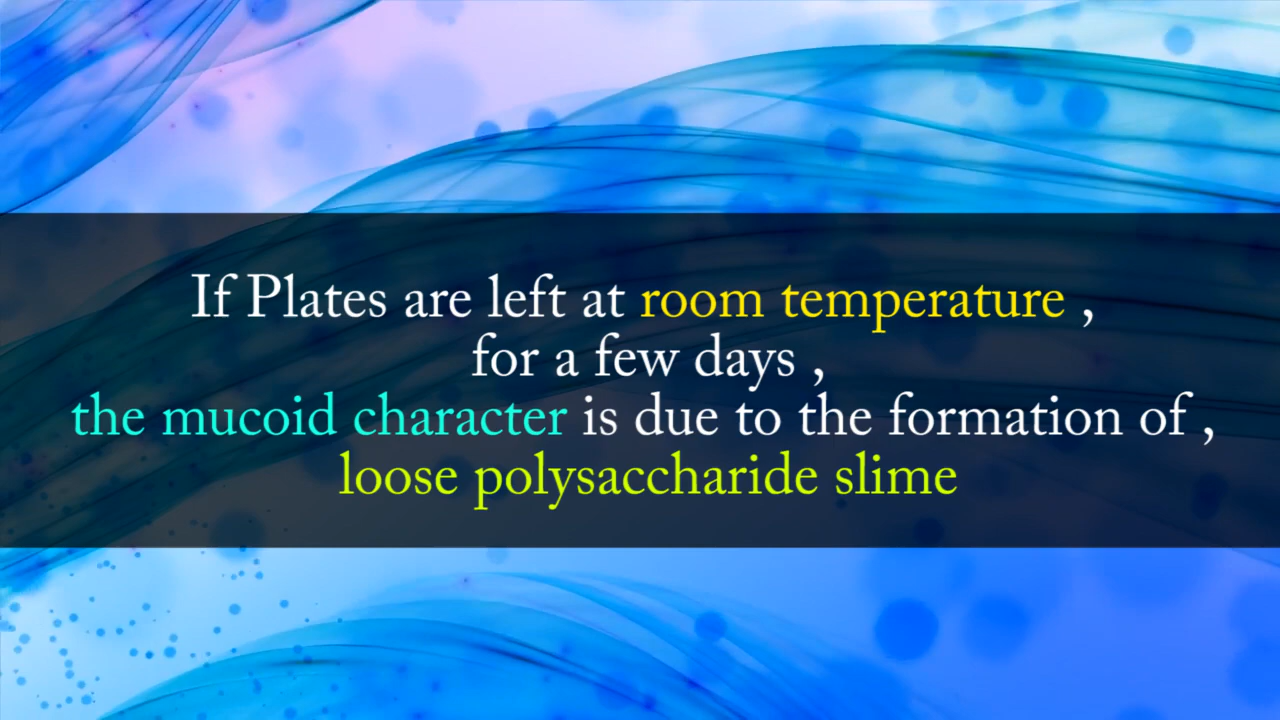 If Plates are left at room temperature ,
for a few days ,
the mucoid character is due to the formation of ,
loose polysaccharide slime